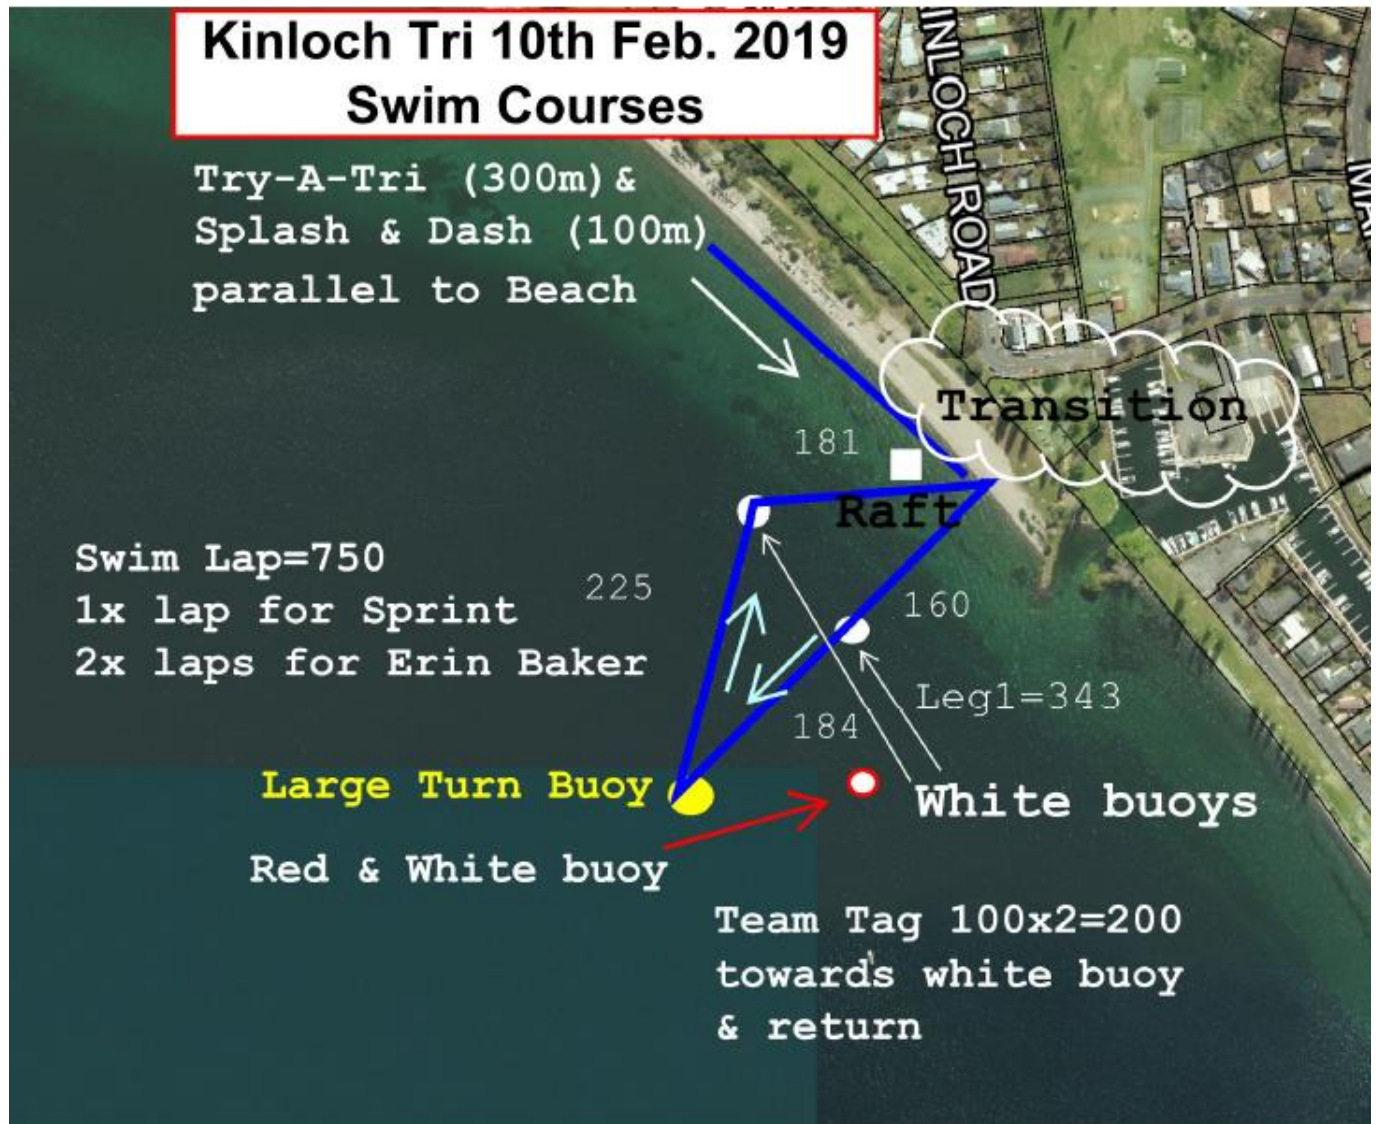 Kinloch Tri 10th Feb. 2019
Swim Courses
Try-A-Tri (300m)&
Splash & Dash (100m)
parallel to Beach
INLOCH ROAD
Transition
181
Raft
Swim Lap=750
1x lap for Sprint
2x laps for Erin Baker
225
160
Leg1=343
184
Large Turn Buoy
White buoys
Red & White buoy
Team Tag 100x2=200
towards white buoy
& return